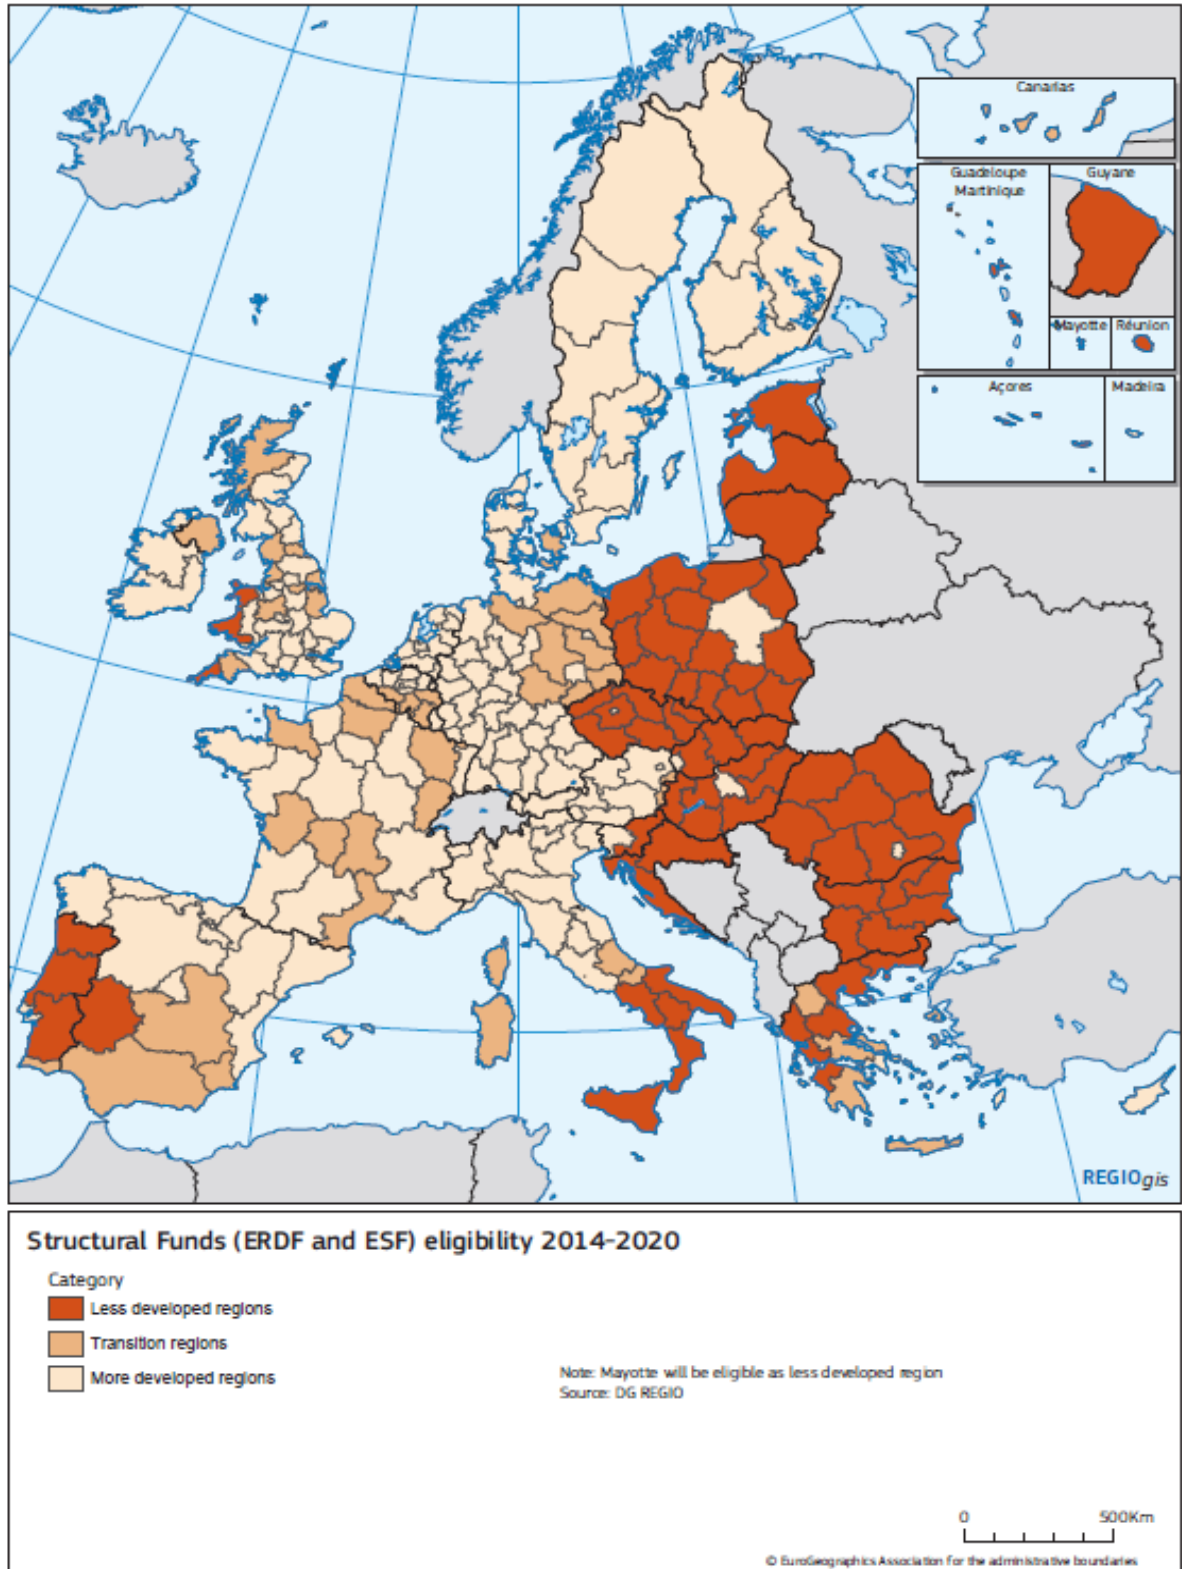 Canarias
Guadeloupe
Martinique
Guyane
Mayotte
Réunion
Açores
Madeira
REGIOgis
Structural Funds (ERDF and ESF) eligibility 2014-2020
Category
Less developed regions
Transition regions
More developed regions
Note: Mayotte will be eligible as less developed region
Source: DG REGIO
0 500Km
© EuroGeographics Association for the administrative boundaries